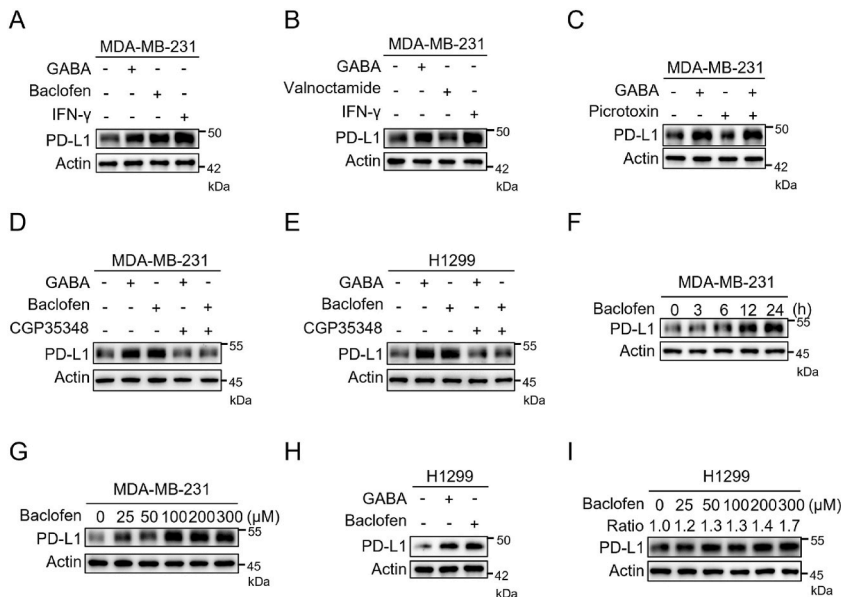 A
MDA-MB-231
GABA - + - -
Baclofen - - + -
IFN-γ - - - +
PD-L1 50
Actin 42
kDa
B
MDA-MB-231
GABA - + - -
Valnoctamide - - + -
IFN-γ - - - +
PD-L1 50
Actin 42
kDa
C
MDA-MB-231
GABA - + - +
Picrotoxin - - + +
PD-L1 50
Actin 42
kDa
D
MDA-MB-231
GABA - + - + -
Baclofen - - + - +
CGP35348 - - - + +
PD-L1 55
Actin 45
kDa
E
H1299
GABA - + - + -
Baclofen - - + - +
CGP35348 - - - + +
PD-L1 55
Actin 45
kDa
F
MDA-MB-231
Baclofen 0 3 6 12 24 (h)
PD-L1 55
Actin 45
kDa
G
MDA-MB-231
Baclofen 0 25 50 100 200 300 (μM)
PD-L1 55
Actin 45
kDa
H
H1299
GABA - + -
Baclofen - - +
PD-L1 50
Actin 42
kDa
I
H1299
Baclofen 0 25 50 100 200 300 (μM)
Ratio 1.0 1.2 1.3 1.3 1.4 1.7
PD-L1 55
Actin 45
kDa